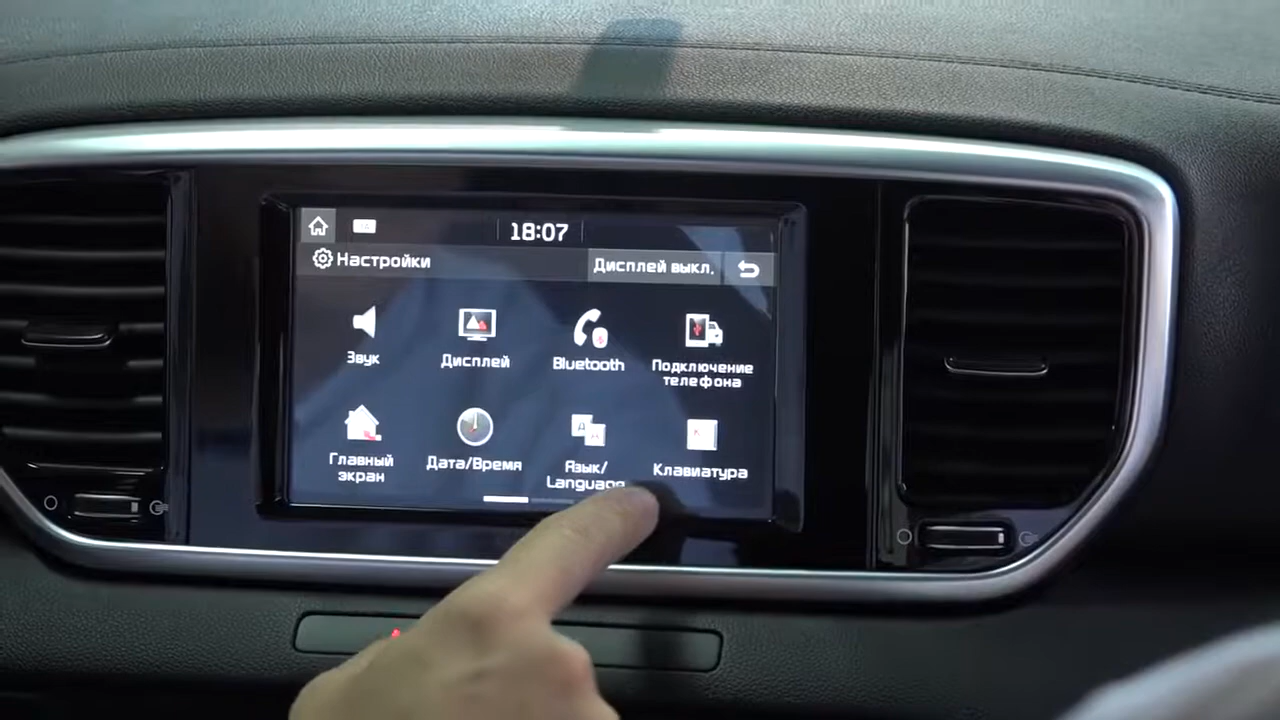 18:07
Настройки
Дисплей выкл.
Звук
Дисплей
Bluetooth
Подключение
телефона
Главный
экран
Дата/Время
Язык/
Language
Клавиатура